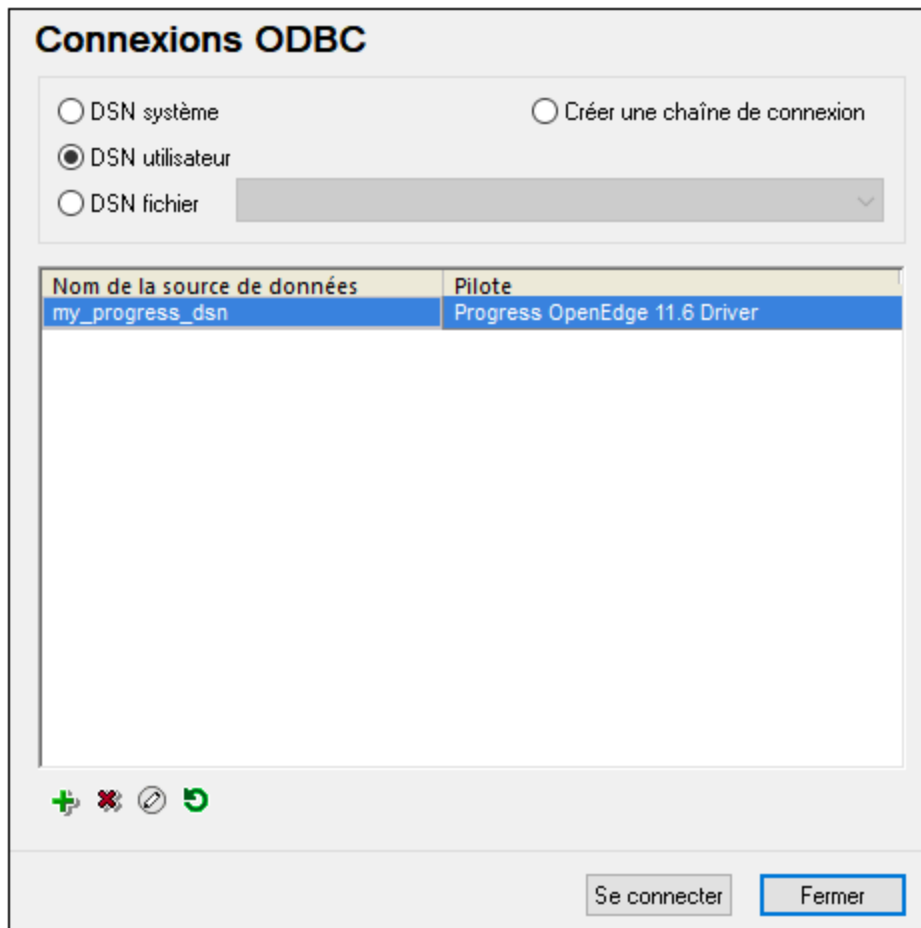 Connexions ODBC
DSN système
Créer une chaîne de connexion
DSN utilisateur
DSN fichier
Nom de la source de données Pilote
my_progress_dsn Progress OpenEdge 11.6 Driver
Se connecter Fermer